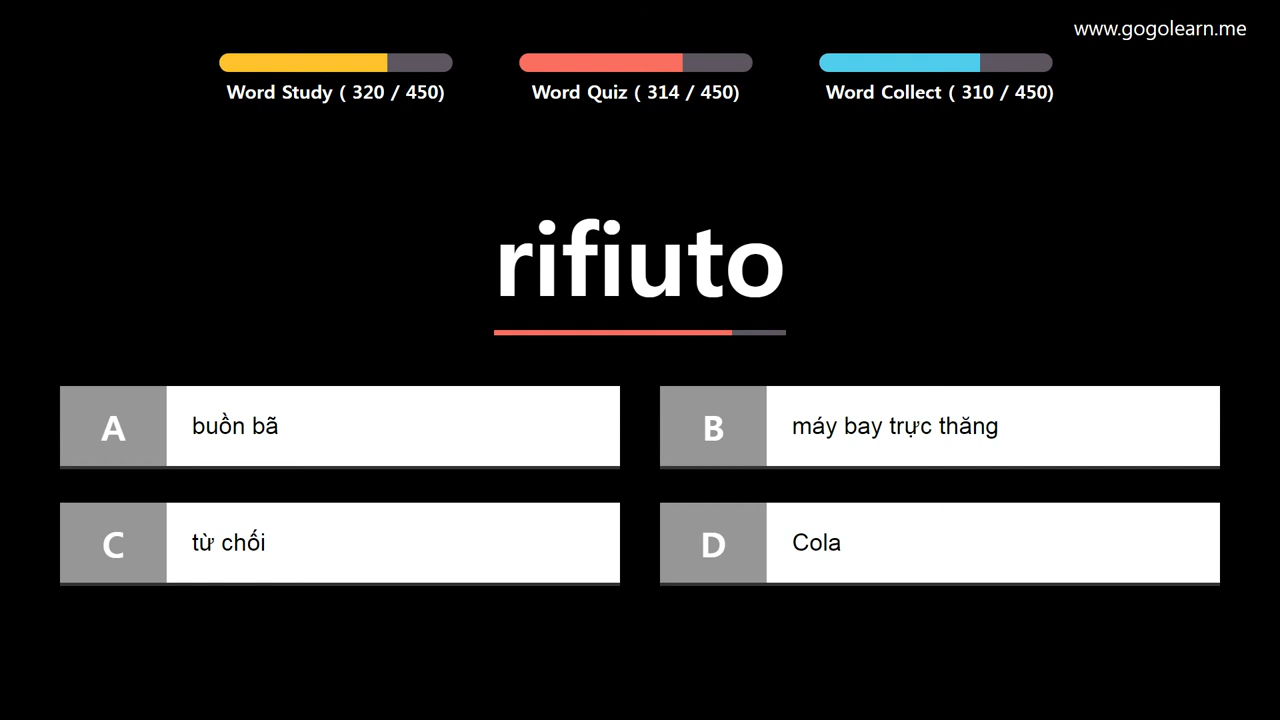 www.gogolearn.me
Word Study ( 320 / 450)
Word Quiz ( 314 / 450)
Word Collect ( 310 / 450)
rifiuto
A buồn bã
B máy bay trực thăng
C từ chối
D Cola